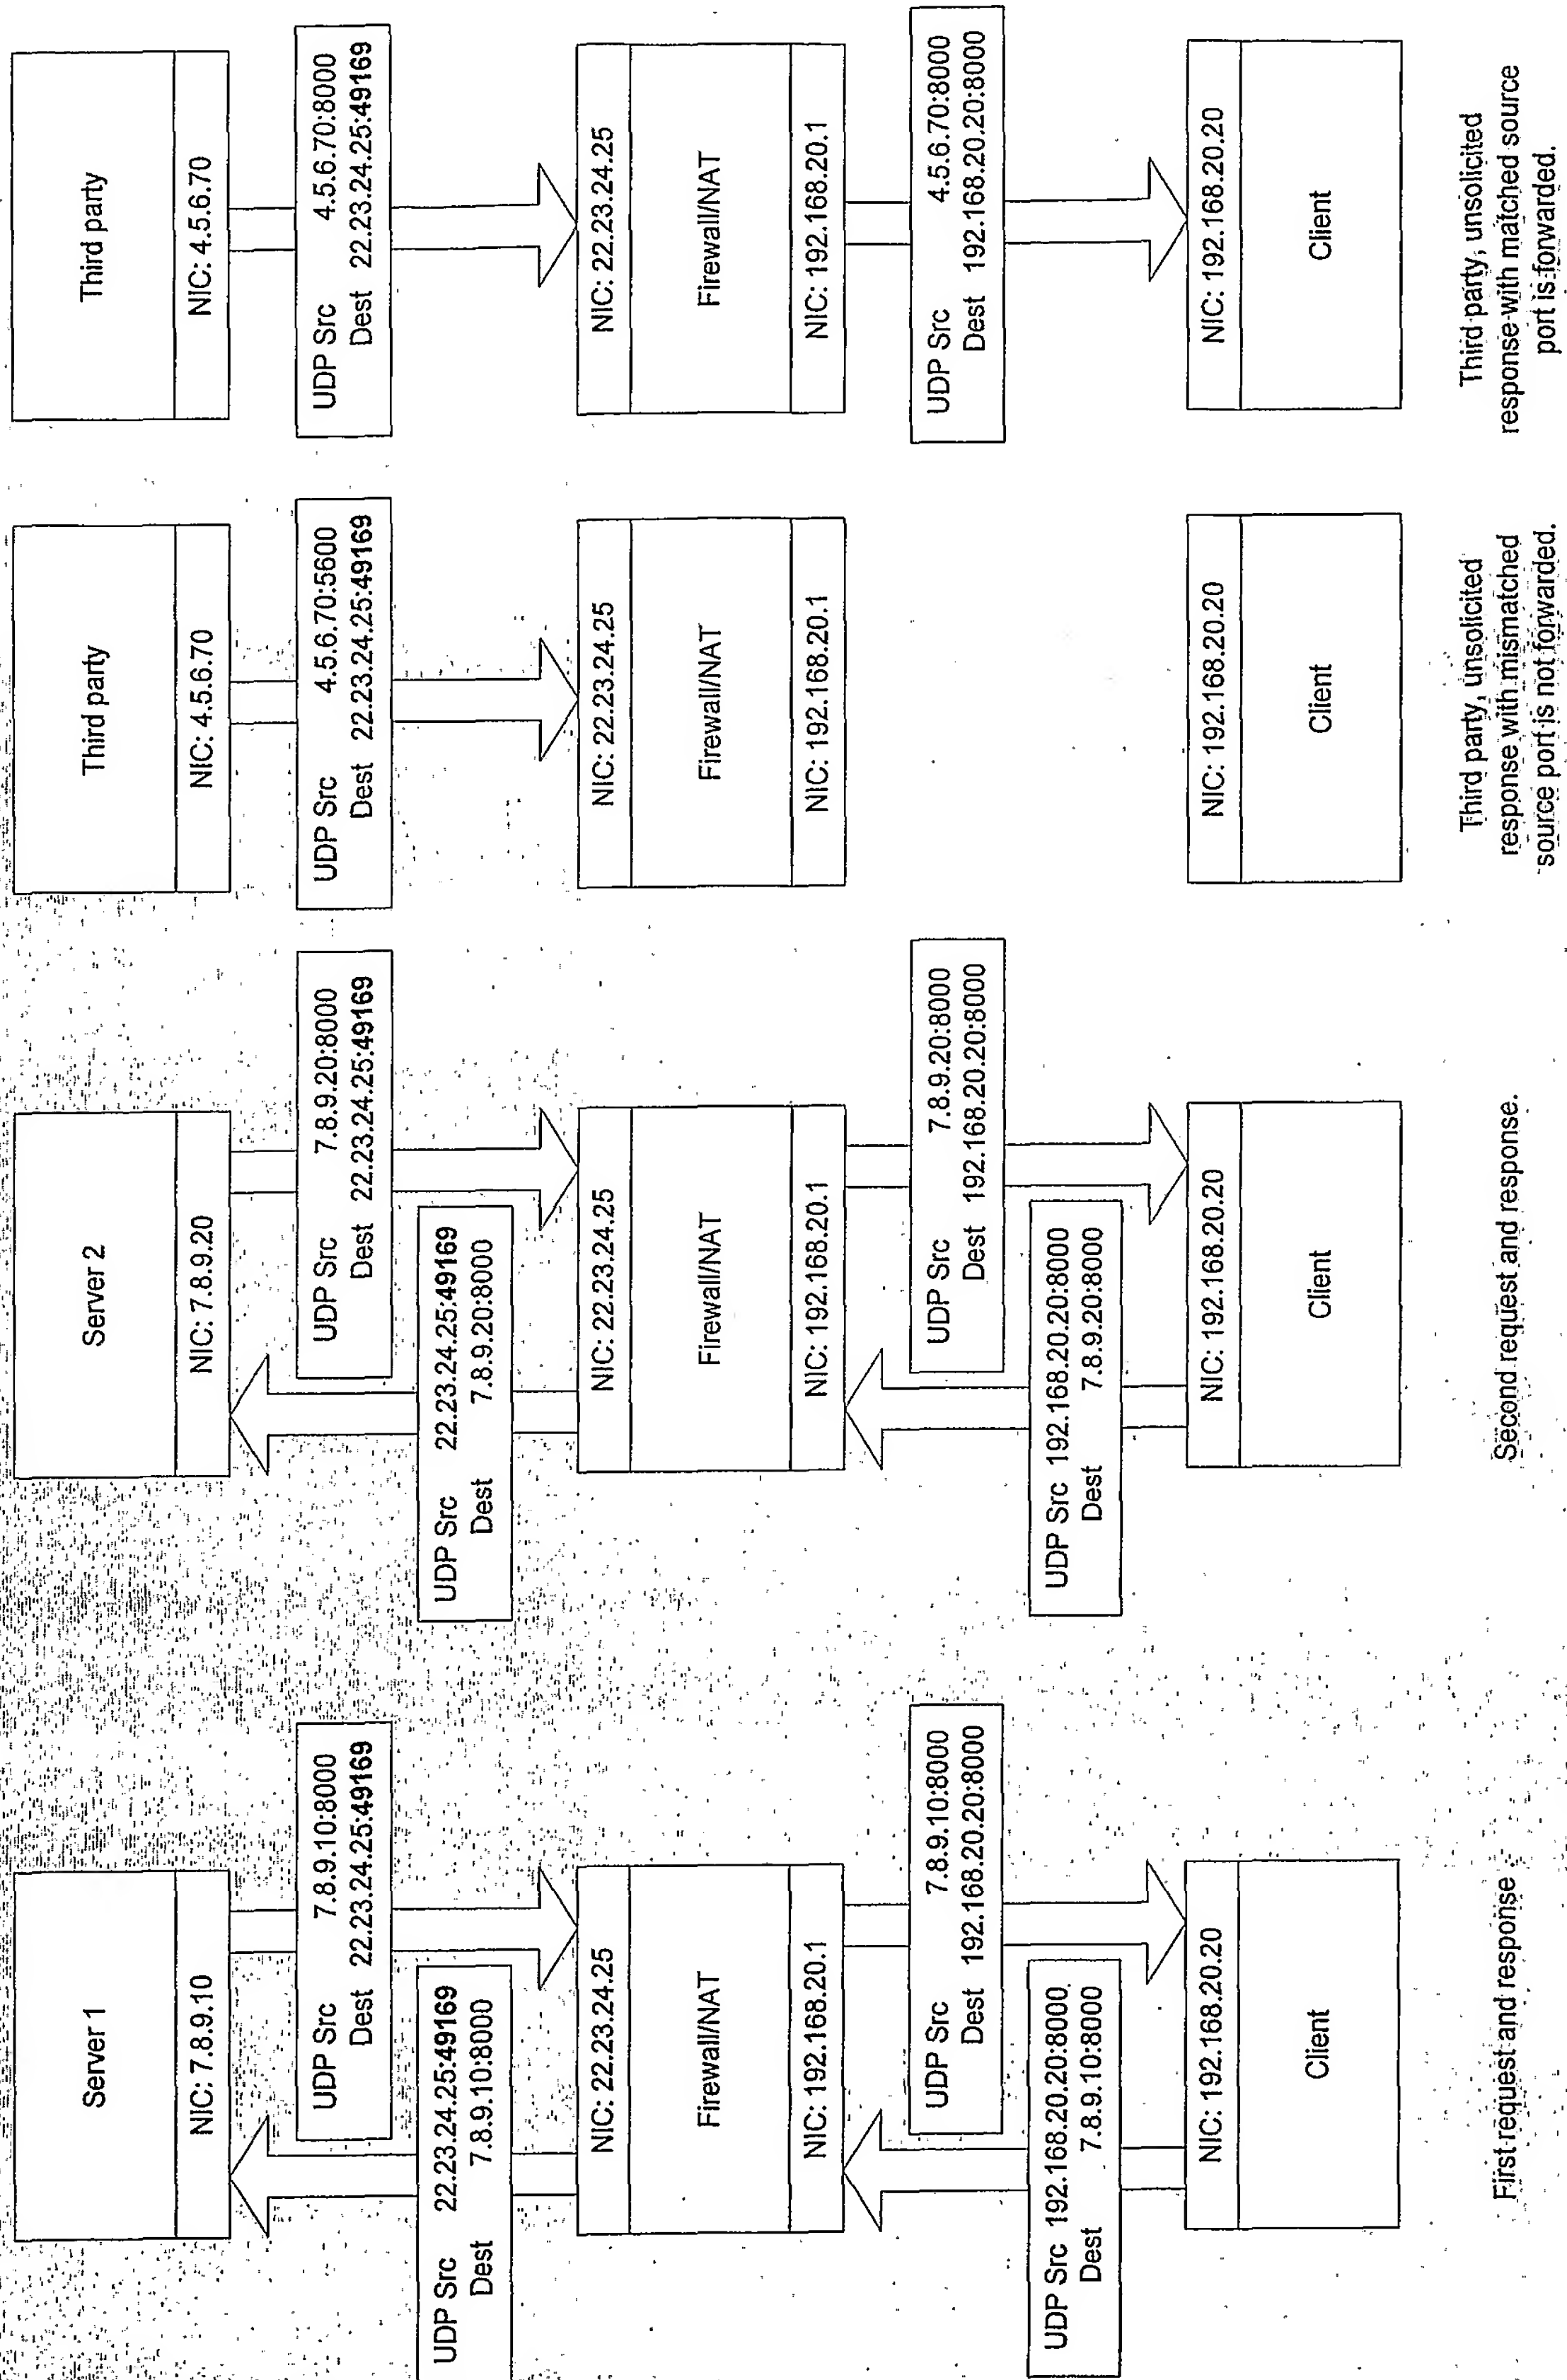 Server 1
NIC: 7.8.9.10
UDP Src 7.8.9.10:8000
Dest 22.23.24.25:49169
UDP Src 22.23.24.25:49169
Dest 7.8.9.10:8000
NIC: 22.23.24.25
Firewall/NAT
NIC: 192.168.20.1
UDP Src 7.8.9.10:8000
Dest 192.168.20.20:8000
UDP Src 192.168.20.20:8000
Dest 7.8.9.10:8000
NIC: 192.168.20.20
Client
First request and response
Server 2
NIC: 7.8.9.20
UDP Src 7.8.9.20:8000
Dest 22.23.24.25:49169
UDP Src 22.23.24.25:49169
Dest 7.8.9.20:8000
NIC: 22.23.24.25
Firewall/NAT
NIC: 192.168.20.1
UDP Src 7.8.9.20:8000
Dest 192.168.20.20:8000
UDP Src 192.168.20.20:8000
Dest 7.8.9.20:8000
NIC: 192.168.20.20
Client
Second request and response.
Third party
NIC: 4.5.6.70
UDP Src 4.5.6.70:5600
Dest 22.23.24.25:49169
NIC: 22.23.24.25
Firewall/NAT
NIC: 192.168.20.1
NIC: 192.168.20.20
Client
Third party, unsolicited
response with mismatched
source port is not forwarded.
Third party
NIC: 4.5.6.70
UDP Src 4.5.6.70:8000
Dest 22.23.24.25:49169
NIC: 22.23.24.25
Firewall/NAT
NIC: 192.168.20.1
UDP Src 4.5.6.70:8000
Dest 192.168.20.20:8000
NIC: 192.168.20.20
Client
Third party, unsolicited
response with matched source
port is forwarded.